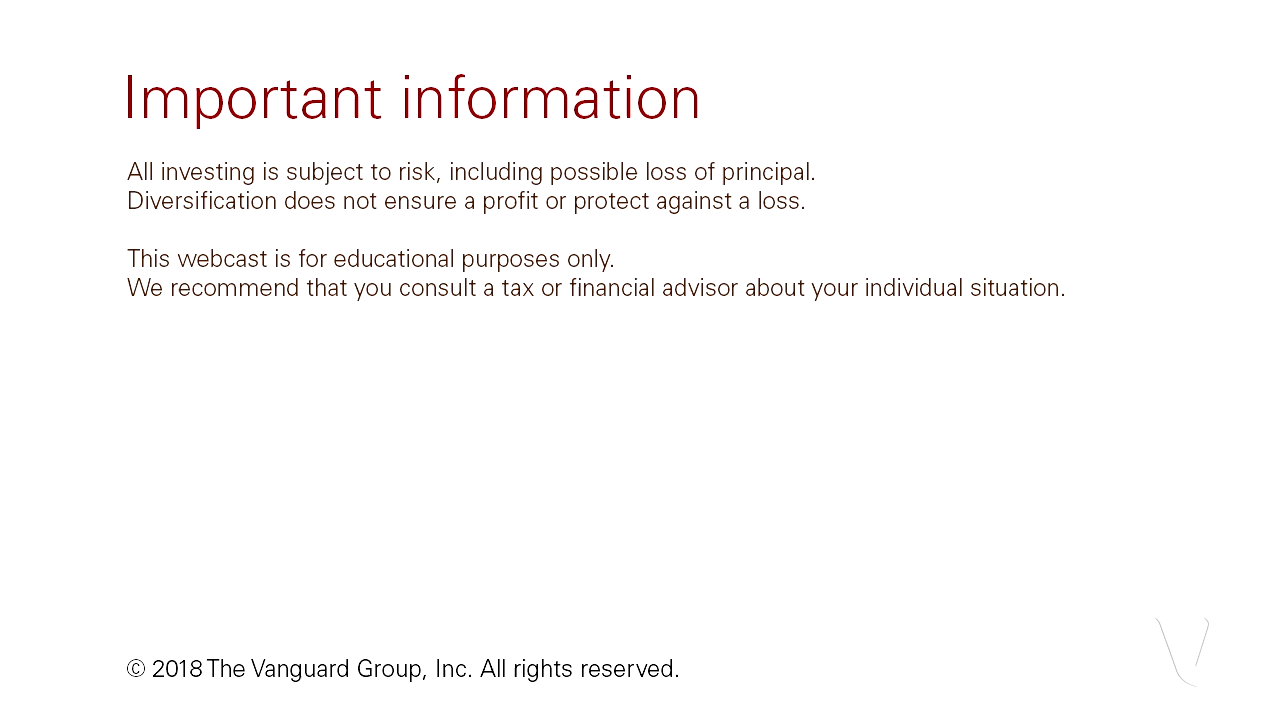 Important information
All investing is subject to risk, including possible loss of principal.
Diversification does not ensure a profit or protect against a loss.
This webcast is for educational purposes only.
We recommend that you consult a tax or financial advisor about your individual situation.
© 2018 The Vanguard Group, Inc. All rights reserved.